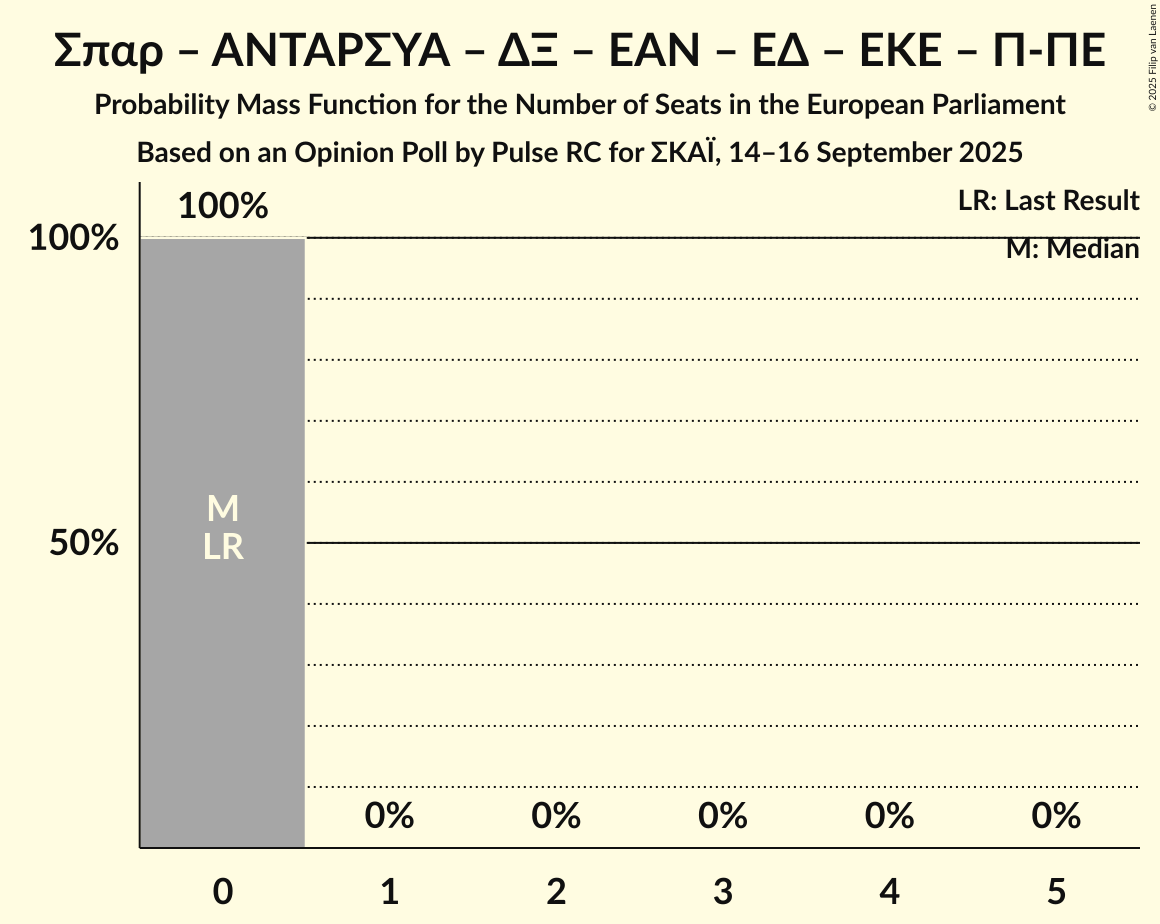 Σπαρ – ΑΝΤΑΡΣΥΑ – ΔΞ – ΕΑΝ – ΕΔ – ΕΚΕ – Π-ΠΕ
Probability Mass Function for the Number of Seats in the European Parliament
Based on an Opinion Poll by Pulse RC for ΣΚΑΪ, 14–16 September 2025
© 2025 Filip van Laenen
LR: Last Result
M: Median
100%
100%
50%
M
LR
0% 0% 0% 0% 0%
0 1 2 3 4 5